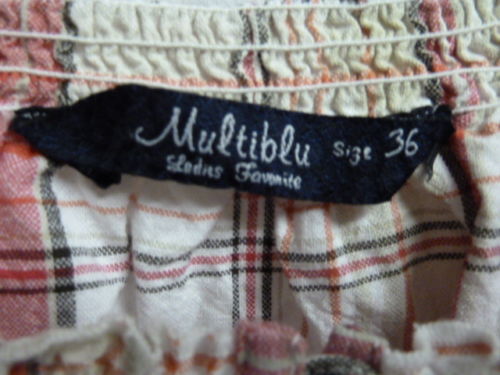 Multiblu Size 36
Ladies Favorite